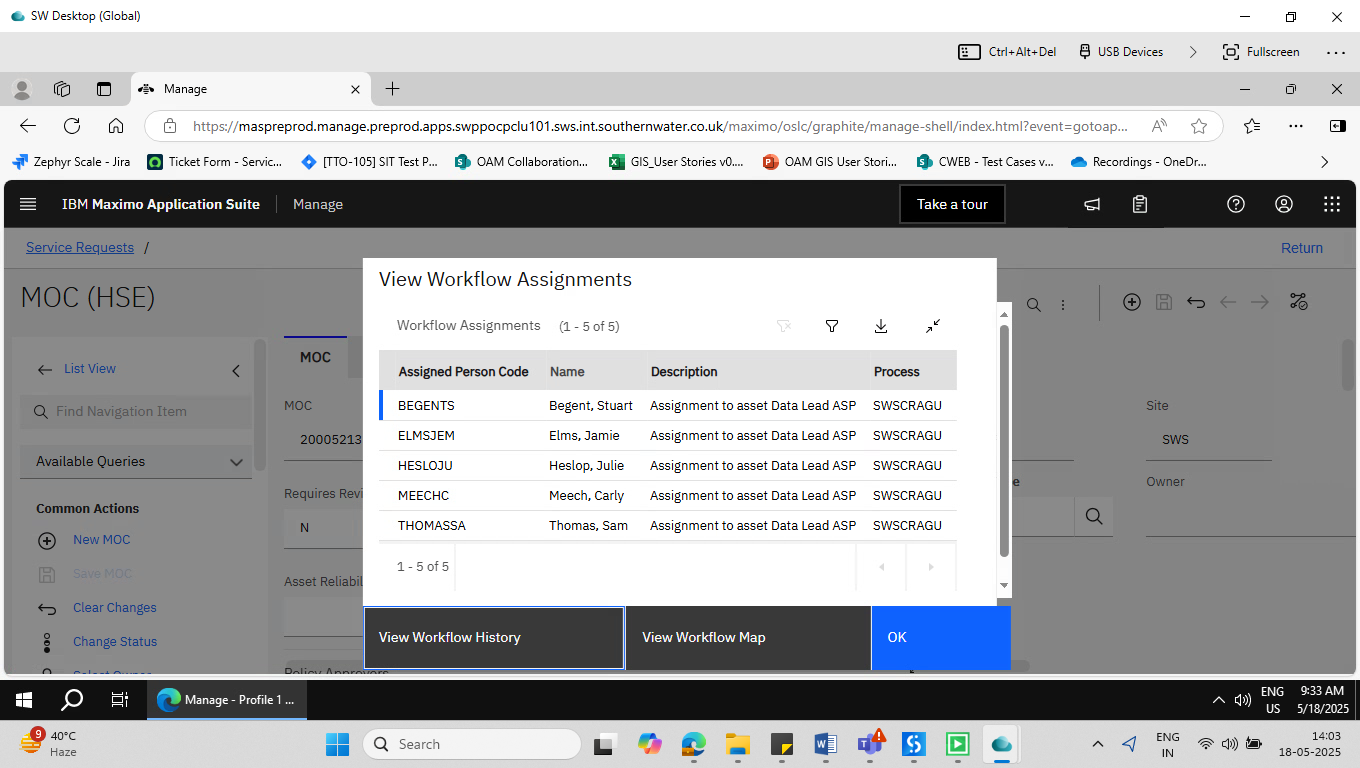 SW Desktop (Global)
Ctrl+Alt+Del USB Devices Fullscreen
Manage
https://maspreprod.manage.preprod.apps.swppocpclu101.sws.int.southernwater.co.uk/maximo/oslc/graphite/manage-shell/index.html?event=gotoap...
Zephyr Scale - Jira Ticket Form - Servic... [TTO-105] SIT Test P... OAM Collaboration... GIS_User Stories v0.... OAM GIS User Stori... CWEB - Test Cases v... Recordings - OneDr...
IBM Maximo Application Suite Manage Take a tour
Service Requests / Return
MOC (HSE)
View Workflow Assignments
Workflow Assignments (1 - 5 of 5)
List View
MOC
Find Navigation Item
MOC
Site
20005213
SWS
Available Queries
Requires Revi
Owner
Common Actions
N
New MOC
Save MOC
Asset Reliabil
Clear Changes
Change Status
Assigned Person Code Name Description Process
BEGENTS Begent, Stuart Assignment to asset Data Lead ASP SWSCRAGU
ELMSJEM Elms, Jamie Assignment to asset Data Lead ASP SWSCRAGU
HESLOJU Heslop, Julie Assignment to asset Data Lead ASP SWSCRAGU
MEECHC Meech, Carly Assignment to asset Data Lead ASP SWSCRAGU
THOMASSA Thomas, Sam Assignment to asset Data Lead ASP SWSCRAGU
1 - 5 of 5
View Workflow History View Workflow Map OK
Manage - Profile 1 ...
ENG
US
9:33 AM
5/18/2025
9
40°C
Haze
Search
ENG
IN
14:03
18-05-2025